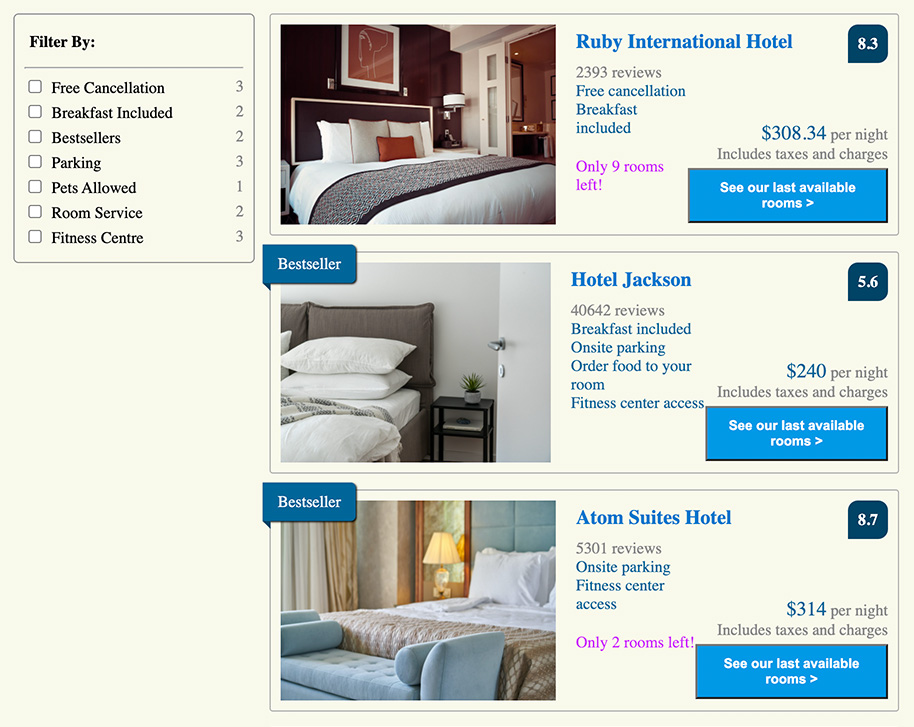 Filter By:
Free Cancellation 3
Breakfast Included 2
Bestsellers 2
Parking 3
Pets Allowed 1
Room Service 2
Fitness Centre 3
Ruby International Hotel
8.3
2393 reviews
Free cancellation
Breakfast
included
Only 9 rooms
left!
$308.34 per night
Includes taxes and charges
See our last available
rooms >
Bestseller
Hotel Jackson
5.6
40642 reviews
Breakfast included
Onsite parking
Order food to your
room
Fitness center access
$240 per night
Includes taxes and charges
See our last available
rooms >
Bestseller
Atom Suites Hotel
8.7
5301 reviews
Onsite parking
Fitness center
access
Only 2 rooms left!
$314 per night
Includes taxes and charges
See our last available
rooms >